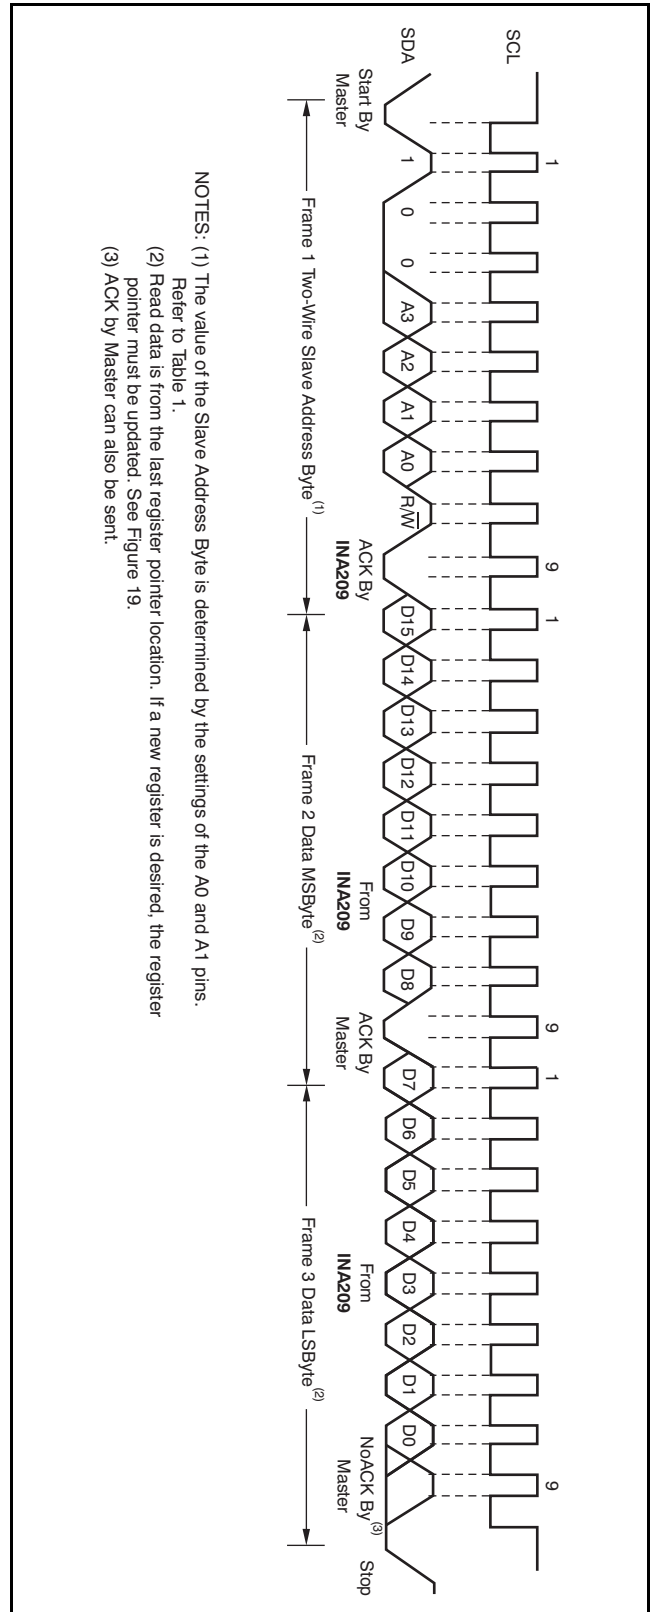 1 9 1 9 1 9
SCL
SDA
1 0 0 A3 A2 A1 A0 R/W̅ D15 D14 D13 D12 D11 D10 D9 D8 D7 D6 D5 D4 D3 D2 D1 D0
Start By
Master
ACK By
INA209
From
INA209
ACK By
Master
From
INA209
NoACK By(3)
Master
Stop
Frame 1 Two-Wire Slave Address Byte(1)
Frame 2 Data MSByte(2)
Frame 3 Data LSByte(2)
NOTES: (1) The value of the Slave Address Byte is determined by the settings of the A0 and A1 pins.
Refer to Table 1.
(2) Read data is from the last register pointer location. If a new register is desired, the register
pointer must be updated. See Figure 19.
(3) ACK by Master can also be sent.